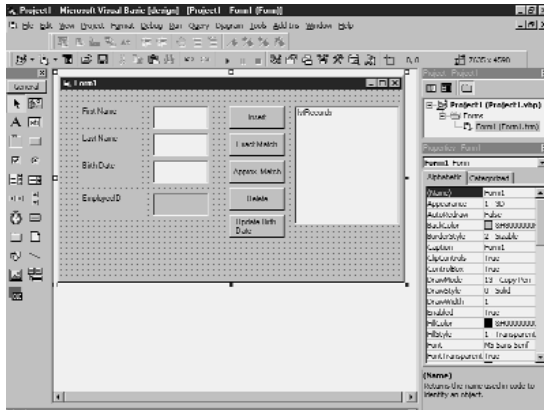 Project1 Microsoft Visual Basic [design] [Project1 Form1 (Form)]
File Edit View Project Format Debug Run Query Diagram Tools Add-Ins Window Help
0, 0 7635 x 4590
General
Form1
First Name
Last Name
Birth Date
EmployeeID
Insert
Exact Match
Approx. Match
Delete
Update Birth
Date
lstRecords
Project Project1
Project1 (Project1.vbp)
Forms
Form1 (Form1.frm)
Properties Form1
Form1 Form
Alphabetic Categorized
(Name) Form1
Appearance 1 3D
AutoRedraw False
BackColor
BorderStyle 2 Sizable
Caption Form1
ClipControls True
ControlBox True
DrawMode 13 Copy Pen
DrawStyle 0 Solid
DrawWidth 1
Enabled True
FillColor
FillStyle 1 Transparent
Font MS Sans Serif
FontTransparent True
(Name)
Returns the name used in code to
identify an object.